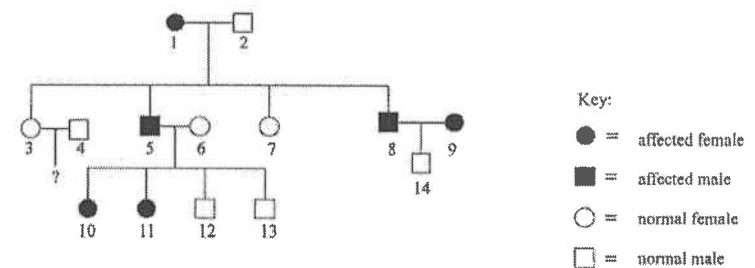 1 2
3 4 5 6 7 8 9
?
14
10 11 12 13
Key:
= affected female
= affected male
= normal female
= normal male